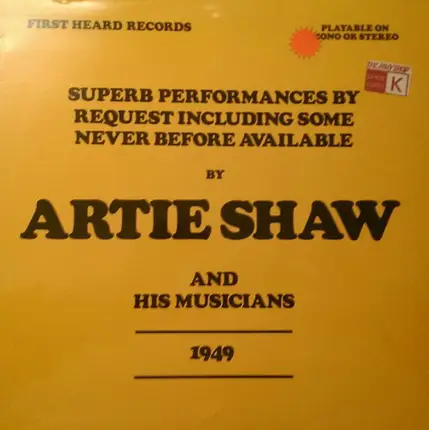 FIRST HEARD RECORDS
PLAYABLE ON
MONO OR STEREO
K
SUPERB PERFORMANCES BY
REQUEST INCLUDING SOME
NEVER BEFORE AVAILABLE
BY
ARTIE SHAW
AND
HIS MUSICIANS
1949